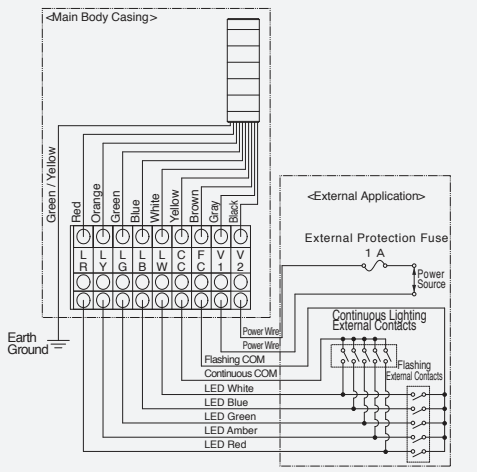 <Main Body Casing>
Green / Yellow
Red
Orange
Green
Blue
White
Yellow
Brown
Gray
Black
L R
L Y
L G
L B
L W
C C
F C
V 1
V 2
<External Application>
External Protection Fuse
1 A
Power
Source
Earth
Ground
Power Wire
Power Wire
Continuous Lighting
External Contacts
Flashing COM
Continuous COM
Flashing
External Contacts
LED White
LED Blue
LED Green
LED Amber
LED Red